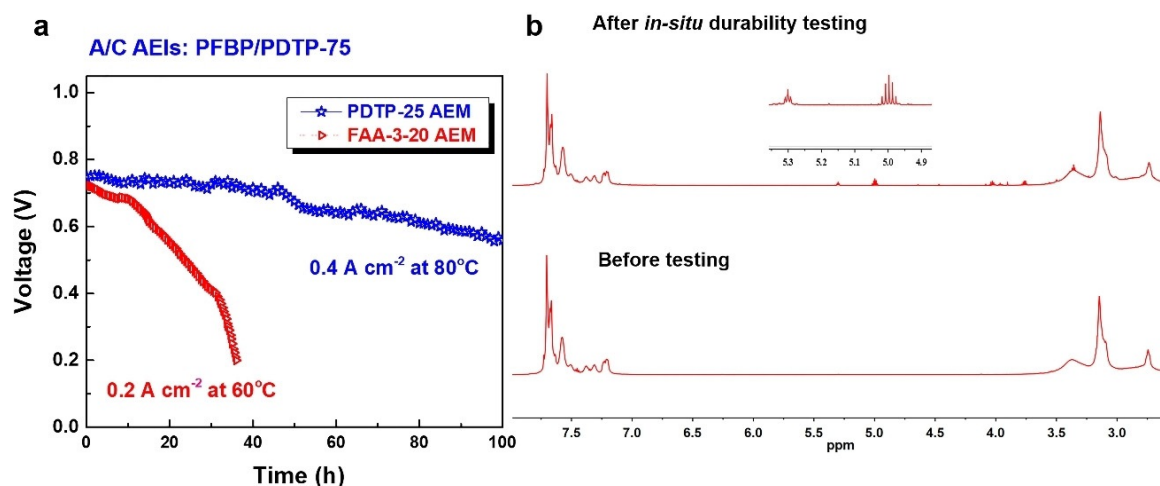 a
A/C AEIs: PFBP/PDTP-75
1.0
0.8
0.6
0.4
0.2
0.0
Voltage (V)
PDTP-25 AEM
FAA-3-20 AEM
0.4 A cm⁻² at 80°C
0.2 A cm⁻² at 60°C
0 20 40 60 80 100
Time (h)
b
After in-situ durability testing
5.3 5.2 5.1 5.0 4.9
Before testing
7.5 7.0 6.5 6.0 5.5 5.0 4.5 4.0 3.5 3.0
ppm